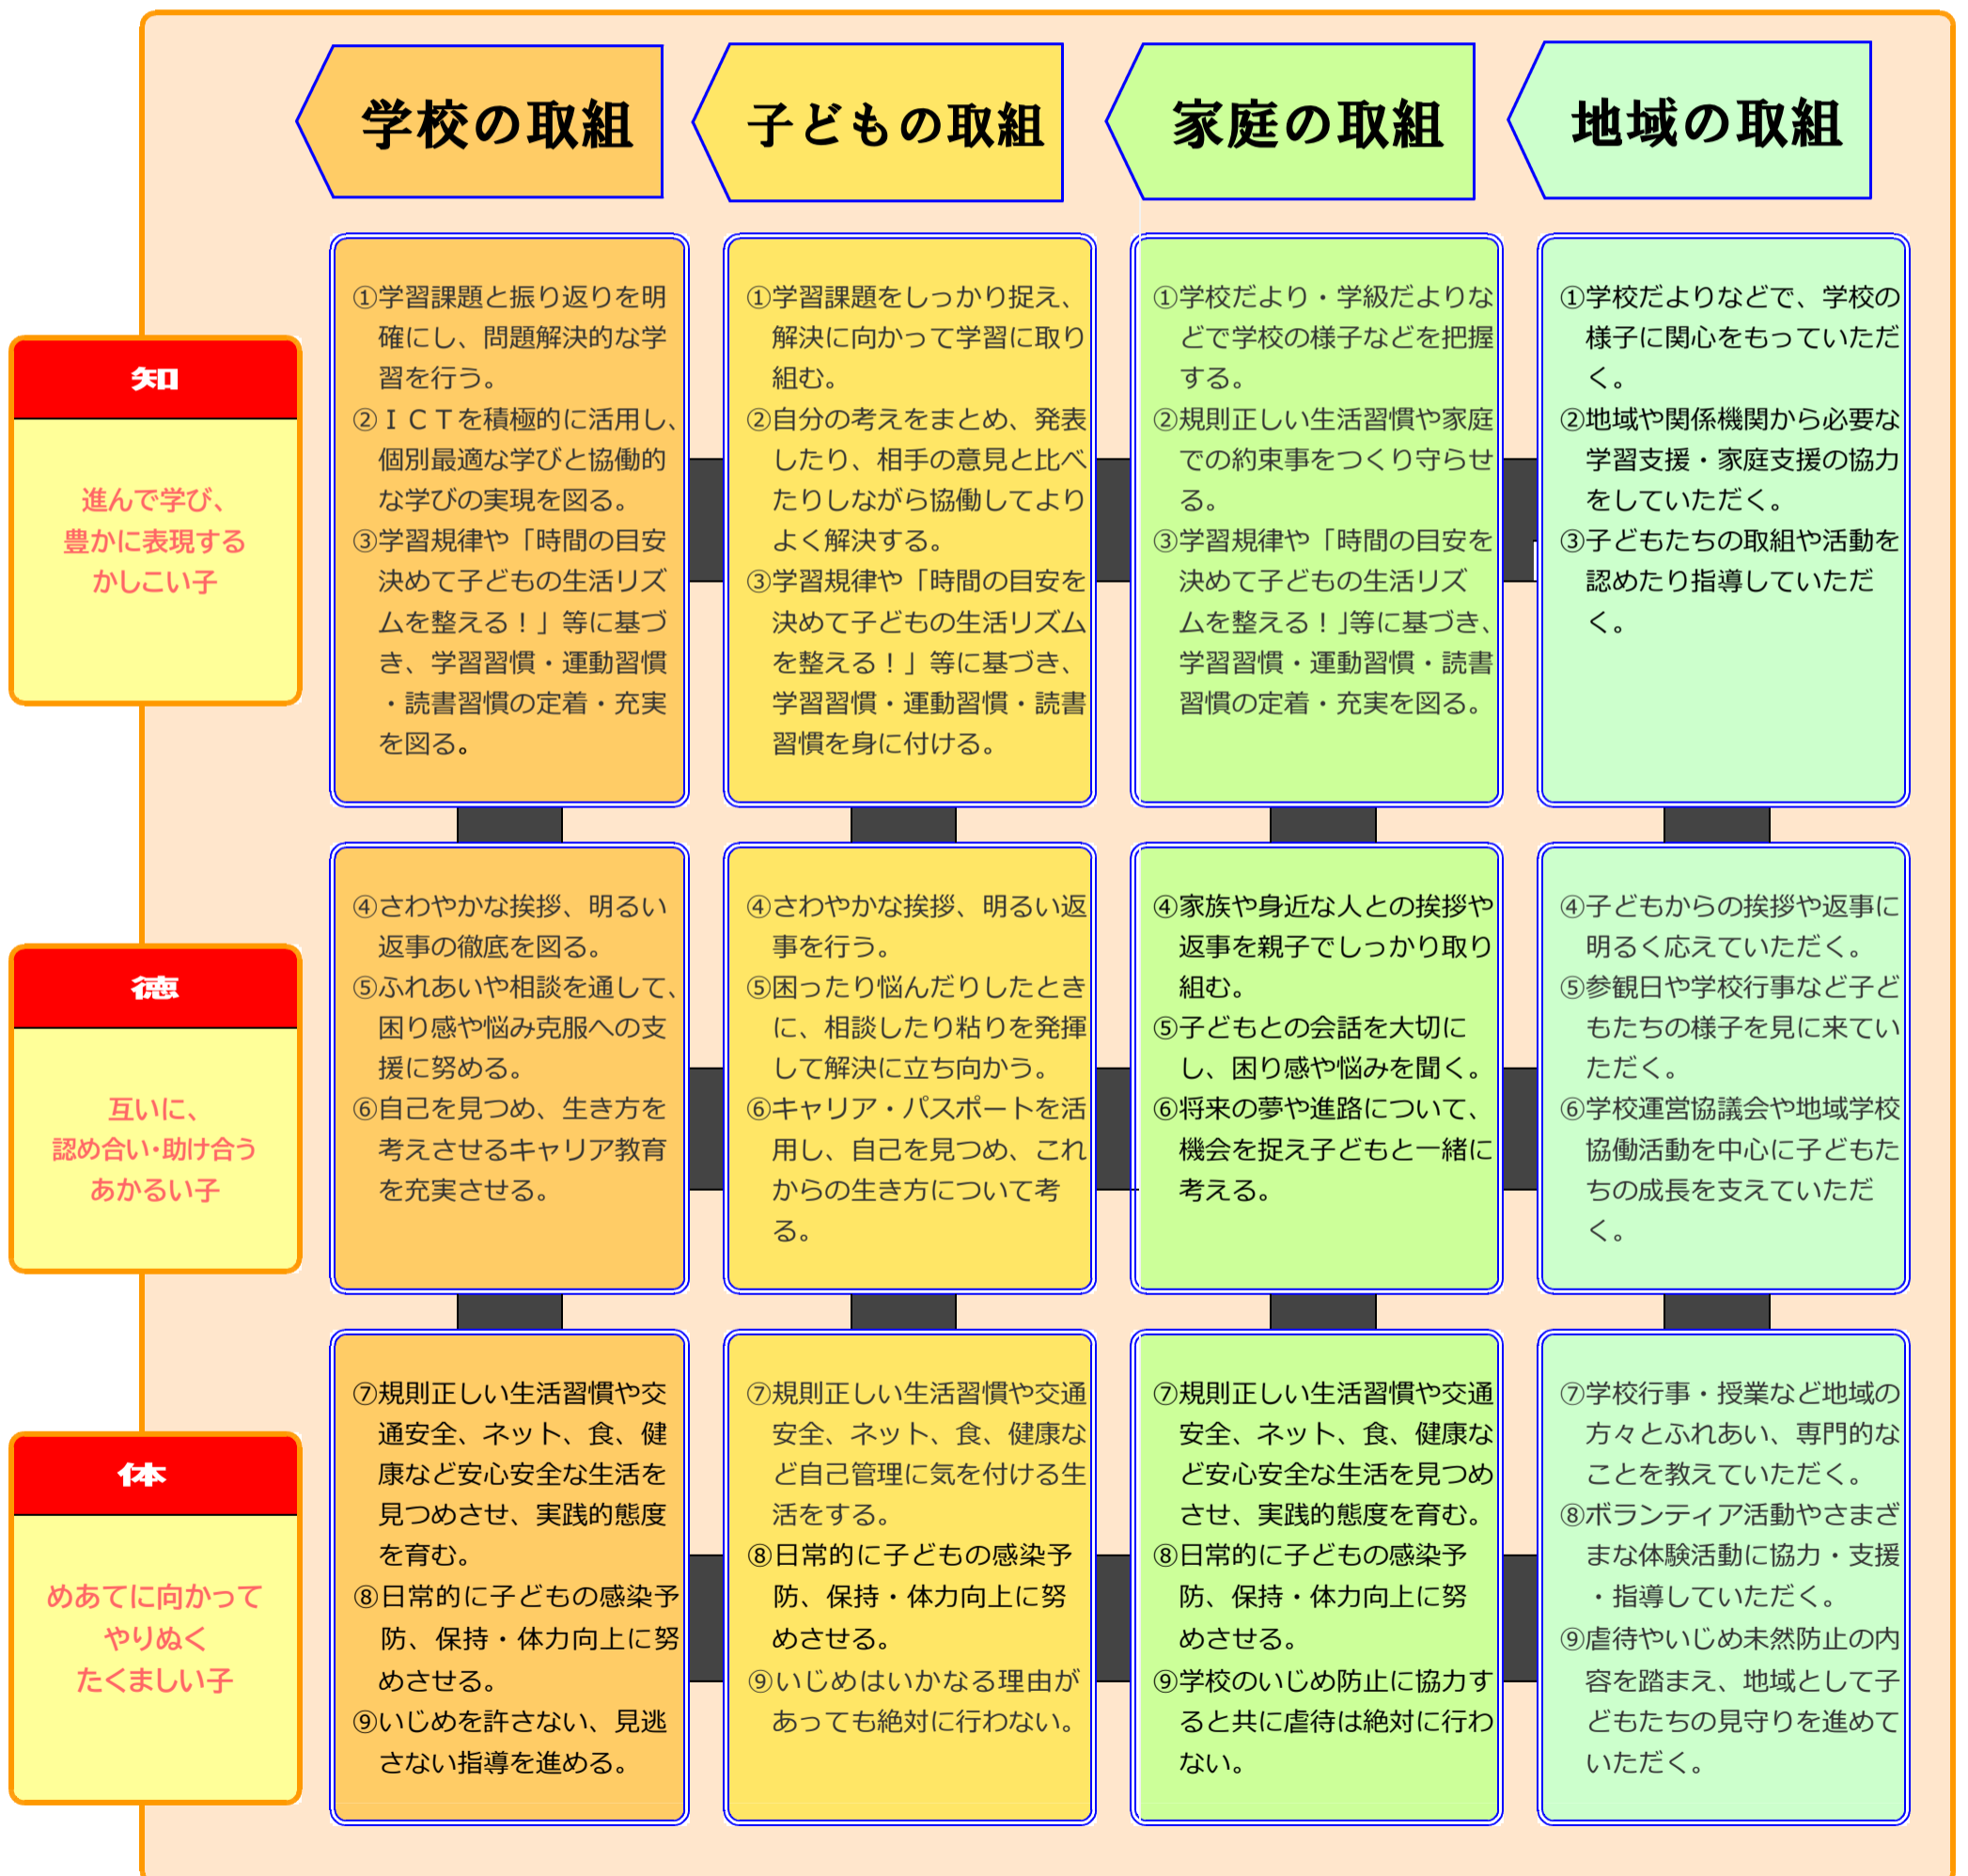 学校の取組
子どもの取組
家庭の取組
地域の取組
知
進んで学び、
豊かに表現する
かしこい子
①学習課題と振り返りを明
確にし、問題解決的な学
習を行う。
②ＩＣＴを積極的に活用し、
個別最適な学びと協働的
な学びの実現を図る。
③学習規律や「時間の目安
決めて子どもの生活リズ
ムを整える！」等に基づ
き、学習習慣・運動習慣
・読書習慣の定着・充実
を図る。
①学習課題をしっかり捉え、
解決に向かって学習に取り
組む。
②自分の考えをまとめ、発表
したり、相手の意見と比べ
たりしながら協働してより
よく解決する。
③学習規律や「時間の目安を
決めて子どもの生活リズム
を整える！」等に基づき、
学習習慣・運動習慣・読書
習慣を身に付ける。
①学校だより・学級だよりな
どで学校の様子などを把握
する。
②規則正しい生活習慣や家庭
での約束事をつくり守らせ
る。
③学習規律や「時間の目安を
決めて子どもの生活リズ
ムを整える！」等に基づき、
学習習慣・運動習慣・読書
習慣の定着・充実を図る。
①学校だよりなどで、学校の
様子に関心をもっていただ
く。
②地域や関係機関から必要な
学習支援・家庭支援の協力
をしていただく。
③子どもたちの取組や活動を
認めたり指導していただ
く。
徳
互いに、
認め合い・助け合う
あかるい子
④さわやかな挨拶、明るい
返事の徹底を図る。
⑤ふれあいや相談を通して、
困り感や悩み克服への支
援に努める。
⑥自己を見つめ、生き方を
考えさせるキャリア教育
を充実させる。
④さわやかな挨拶、明るい返
事を行う。
⑤困ったり悩んだりしたとき
に、相談したり粘りを発揮
して解決に立ち向かう。
⑥キャリア・パスポートを活
用し、自己を見つめ、これ
からの生き方について考
る。
④家族や身近な人との挨拶や
返事を親子でしっかり取り
組む。
⑤子どもとの会話を大切に
し、困り感や悩みを聞く。
⑥将来の夢や進路について、
機会を捉え子どもと一緒に
考える。
④子どもからの挨拶や返事に
明るく応えていただく。
⑤参観日や学校行事など子ど
もたちの様子を見に来てい
ただく。
⑥学校運営協議会や地域学校
協働活動を中心に子どもた
ちの成長を支えていただ
く。
体
めあてに向かって
やりぬく
たくましい子
⑦規則正しい生活習慣や交
通安全、ネット、食、健
康など安心安全な生活を
見つめさせ、実践的態度
を育む。
⑧日常的に子どもの感染予
防、保持・体力向上に努
めさせる。
⑨いじめを許さない、見逃
さない指導を進める。
⑦規則正しい生活習慣や交通
安全、ネット、食、健康な
ど自己管理に気を付ける生
活をする。
⑧日常的に子どもの感染予
防、保持・体力向上に努
めさせる。
⑨いじめはいかなる理由が
あっても絶対に行わない。
⑦規則正しい生活習慣や交通
安全、ネット、食、健康な
ど安心安全な生活を見つめ
させ、実践的態度を育む。
⑧日常的に子どもの感染予
防、保持・体力向上に努
めさせる。
⑨学校のいじめ防止に協力す
ると共に虐待は絶対に行わ
ない。
⑦学校行事・授業など地域の
方々とふれあい、専門的な
ことを教えていただく。
⑧ボランティア活動やさまざ
まな体験活動に協力・支援
・指導していただく。
⑨虐待やいじめ未然防止の内
容を踏まえ、地域として子
どもたちの見守りを進めて
いただく。